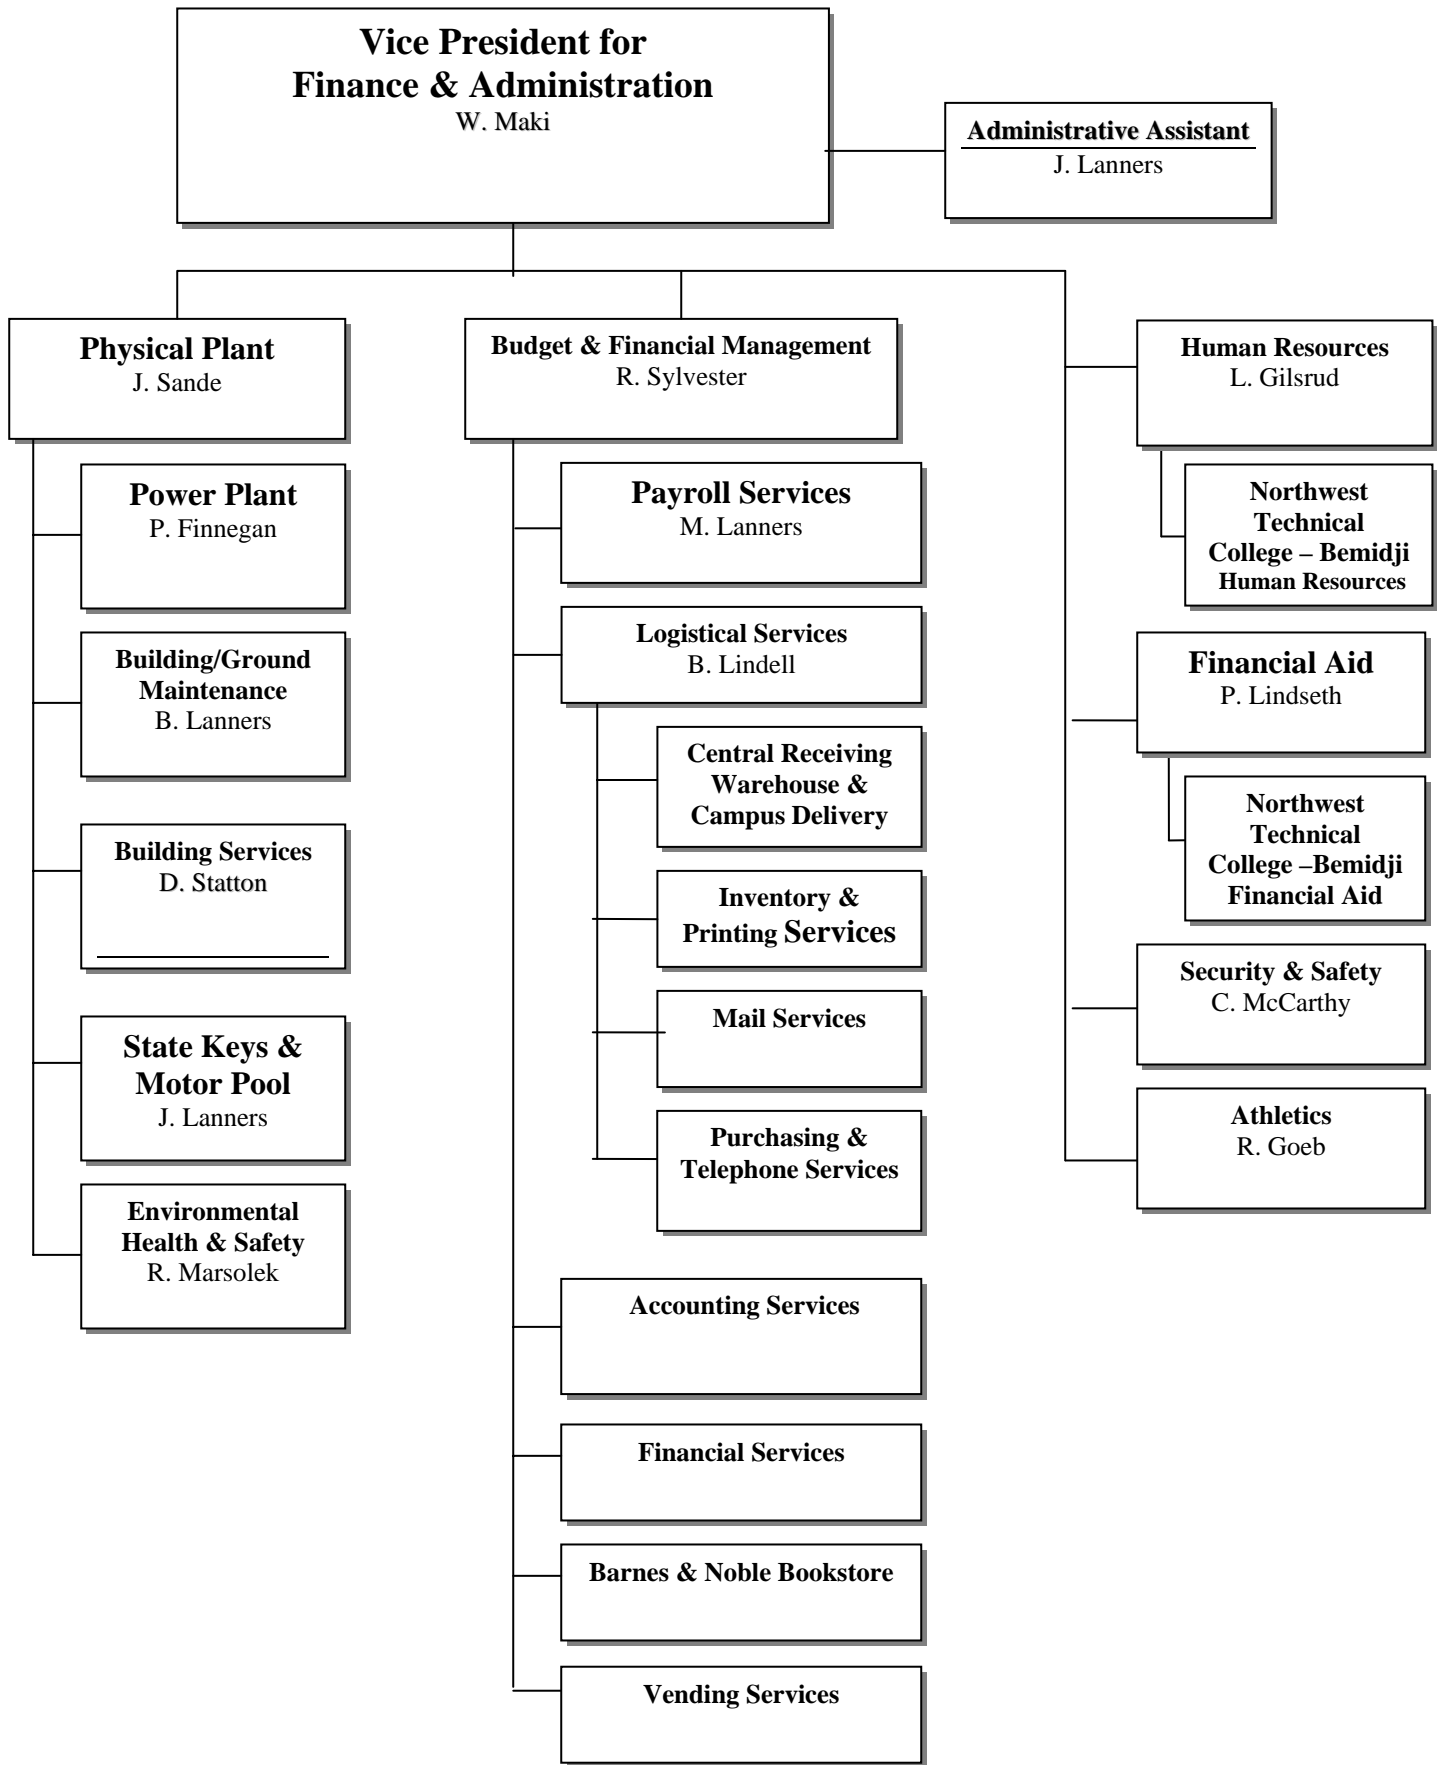 Vice President for
Finance & Administration
W. Maki
Administrative Assistant
J. Lanners
Physical Plant
J. Sande
Power Plant
P. Finnegan
Building/Ground
Maintenance
B. Lanners
Building Services
D. Statton
State Keys &
Motor Pool
J. Lanners
Environmental
Health & Safety
R. Marsolek
Budget & Financial Management
R. Sylvester
Payroll Services
M. Lanners
Logistical Services
B. Lindell
Central Receiving
Warehouse &
Campus Delivery
Inventory &
Printing Services
Mail Services
Purchasing &
Telephone Services
Accounting Services
Financial Services
Barnes & Noble Bookstore
Vending Services
Human Resources
L. Gilsrud
Northwest
Technical
College – Bemidji
Human Resources
Financial Aid
P. Lindseth
Northwest
Technical
College –Bemidji
Financial Aid
Security & Safety
C. McCarthy
Athletics
R. Goeb